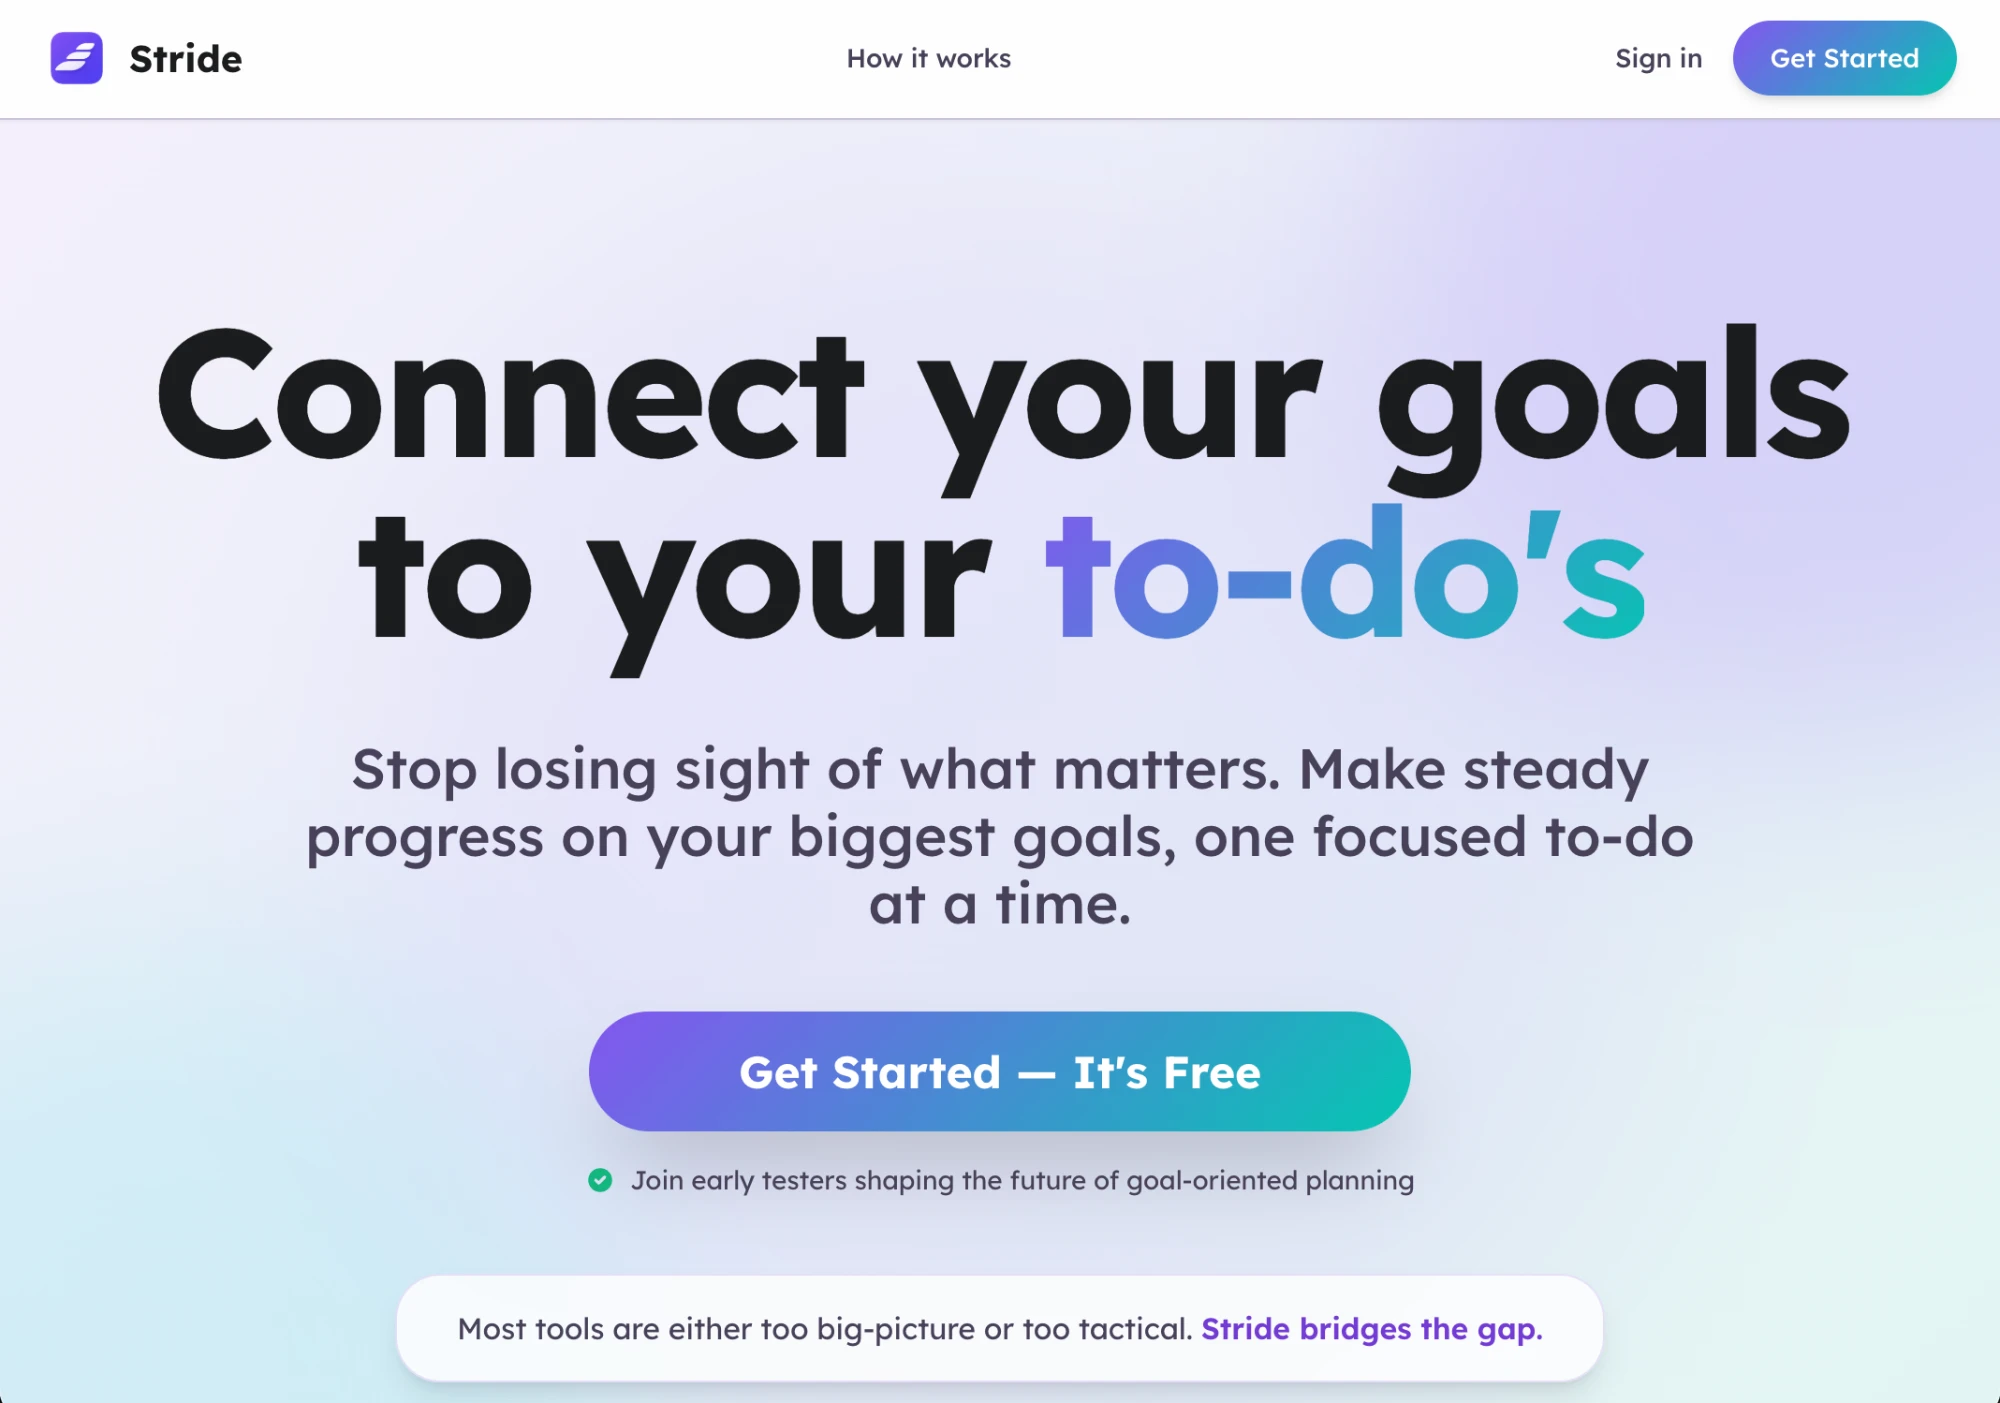 Stride
How it works
Sign in
Get Started
Connect your goals
to your to-do's
Stop losing sight of what matters. Make steady
progress on your biggest goals, one focused to-do
at a time.
Get Started — It's Free
Join early testers shaping the future of goal-oriented planning
Most tools are either too big-picture or too tactical. Stride bridges the gap.